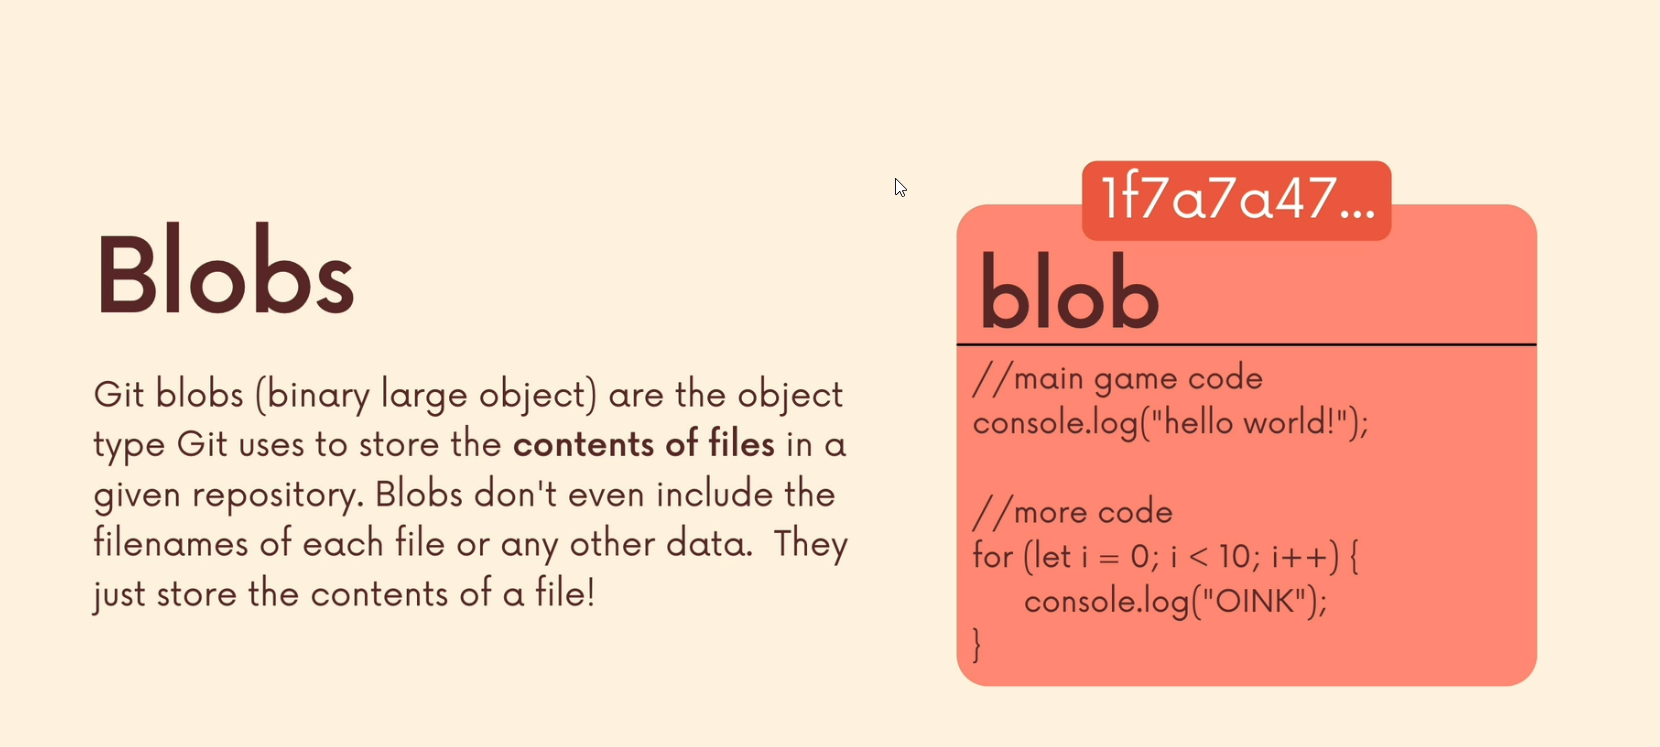 Blobs
Git blobs (binary large object) are the object
type Git uses to store the contents of files in a
given repository. Blobs don't even include the
filenames of each file or any other data.  They
just store the contents of a file!
1f7a7a47...
blob
//main game code
console.log("hello world!");
//more code
for (let i = 0; i < 10; i++) {
console.log("OINK");
}